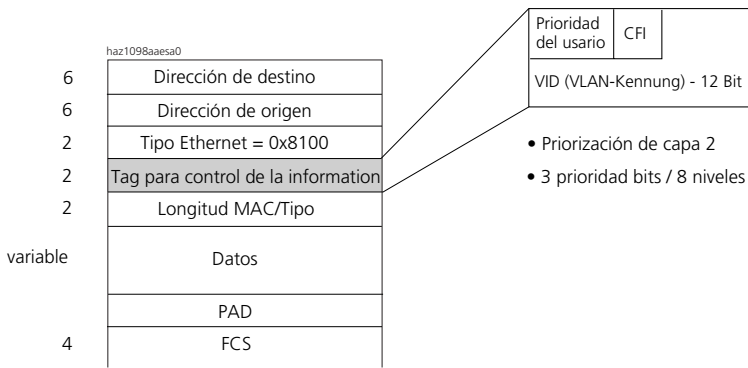 haz1098aaesa0
6 Dirección de destino
6 Dirección de origen
2 Tipo Ethernet = 0x8100
2 Tag para control de la information
2 Longitud MAC/Tipo
variable Datos
PAD
4 FCS
Prioridad
del usario
CFI
VID (VLAN-Kennung) - 12 Bit
• Priorización de capa 2
• 3 prioridad bits / 8 niveles